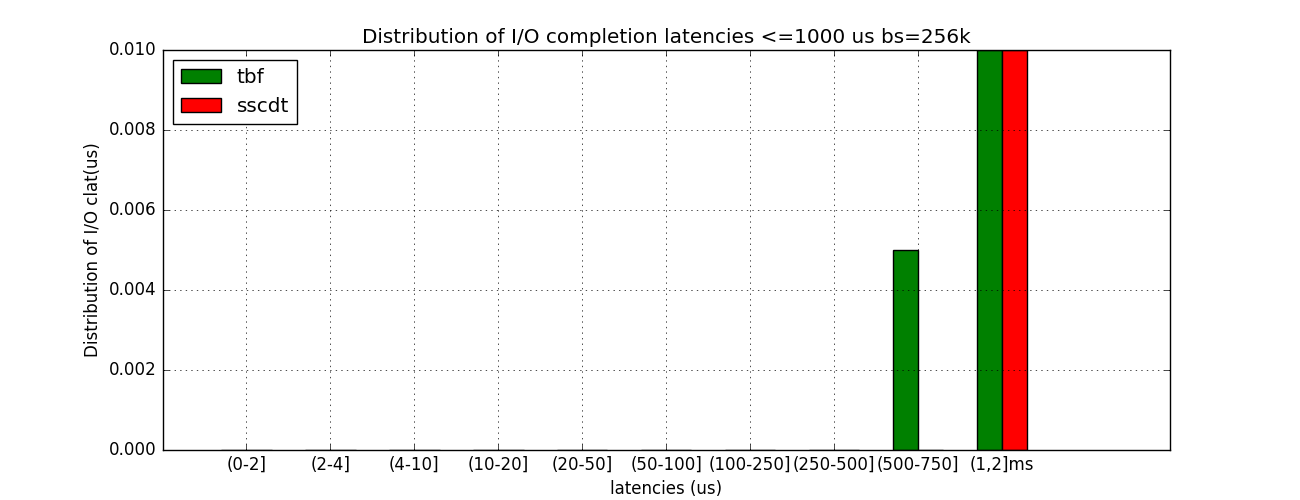 Distribution of I/O completion latencies <=1000 us bs=256k
0.010
0.008
0.006
0.004
0.002
0.000
Distribution of I/O clat(us)
tbf
sscdt
(0-2] (2-4] (4-10] (10-20] (20-50] (50-100] (100-250] (250-500] (500-750] (1,2]ms
latencies (us)